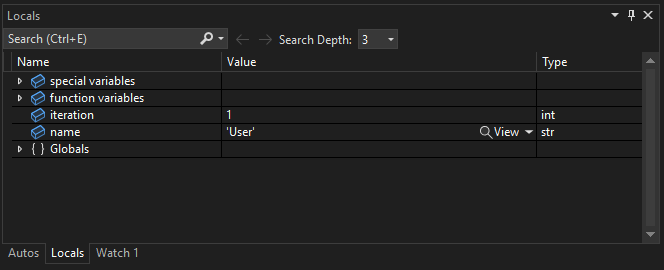 Locals
Search (Ctrl+E) Search Depth: 3
Name Value Type
special variables
function variables
iteration 1 int
name 'User' View str
{ } Globals
Autos Locals Watch 1